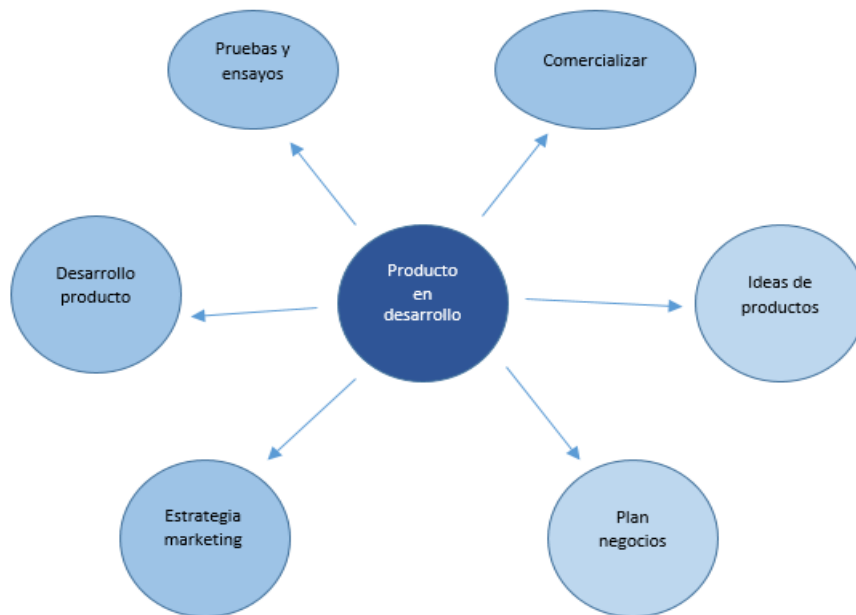 Pruebas y
ensayos
Comercializar
Producto
en
desarrollo
Desarrollo
producto
Ideas de
productos
Estrategia
marketing
Plan
negocios